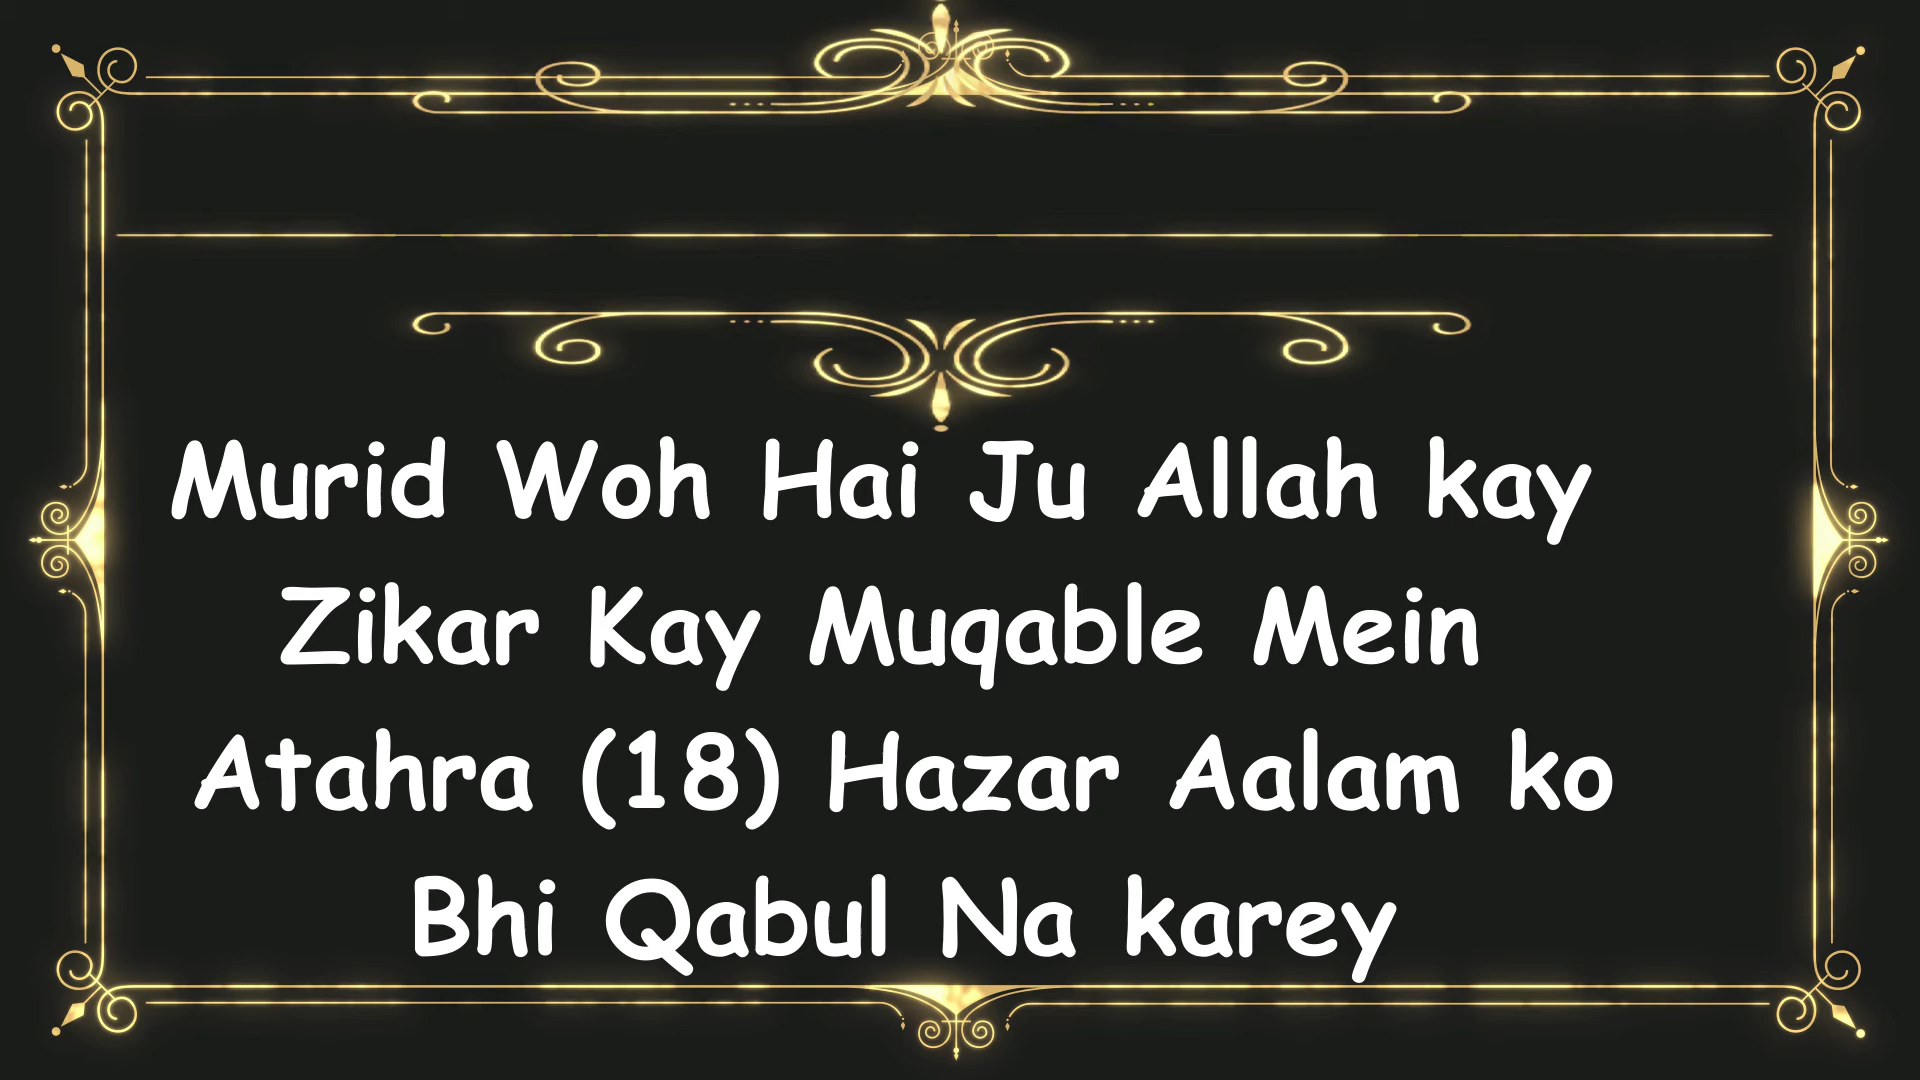 Murid Woh Hai Ju Allah kay
Zikar Kay Muqable Mein
Atahra (18) Hazar Aalam ko
Bhi Qabul Na karey